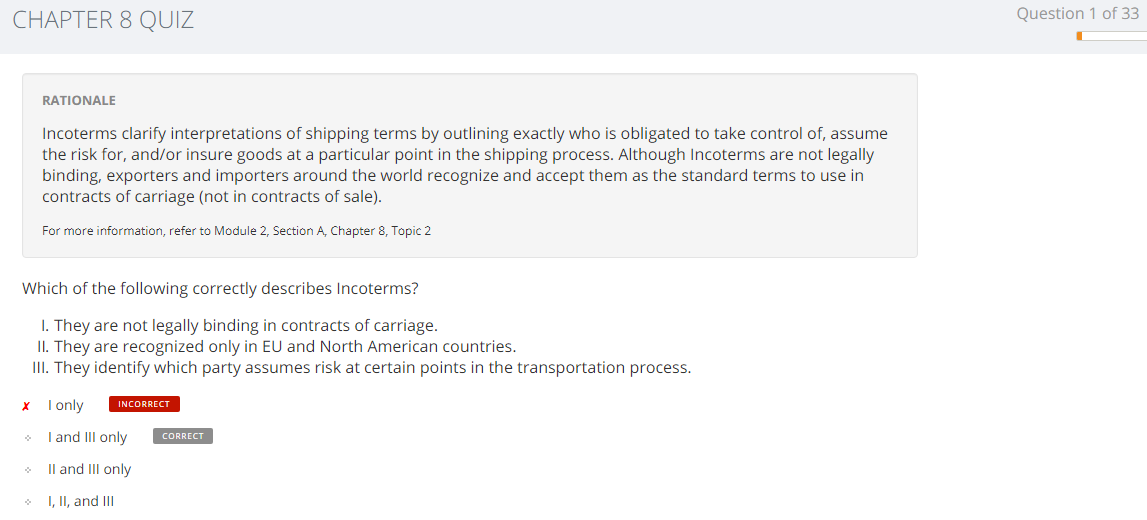 CHAPTER 8 QUIZ
Question 1 of 33
RATIONALE
Incoterms clarify interpretations of shipping terms by outlining exactly who is obligated to take control of, assume
the risk for, and/or insure goods at a particular point in the shipping process. Although Incoterms are not legally
binding, exporters and importers around the world recognize and accept them as the standard terms to use in
contracts of carriage (not in contracts of sale).
For more information, refer to Module 2, Section A, Chapter 8, Topic 2
Which of the following correctly describes Incoterms?
I. They are not legally binding in contracts of carriage.
II. They are recognized only in EU and North American countries.
III. They identify which party assumes risk at certain points in the transportation process.
✗ I only INCORRECT
I and III only CORRECT
II and III only
I, II, and III